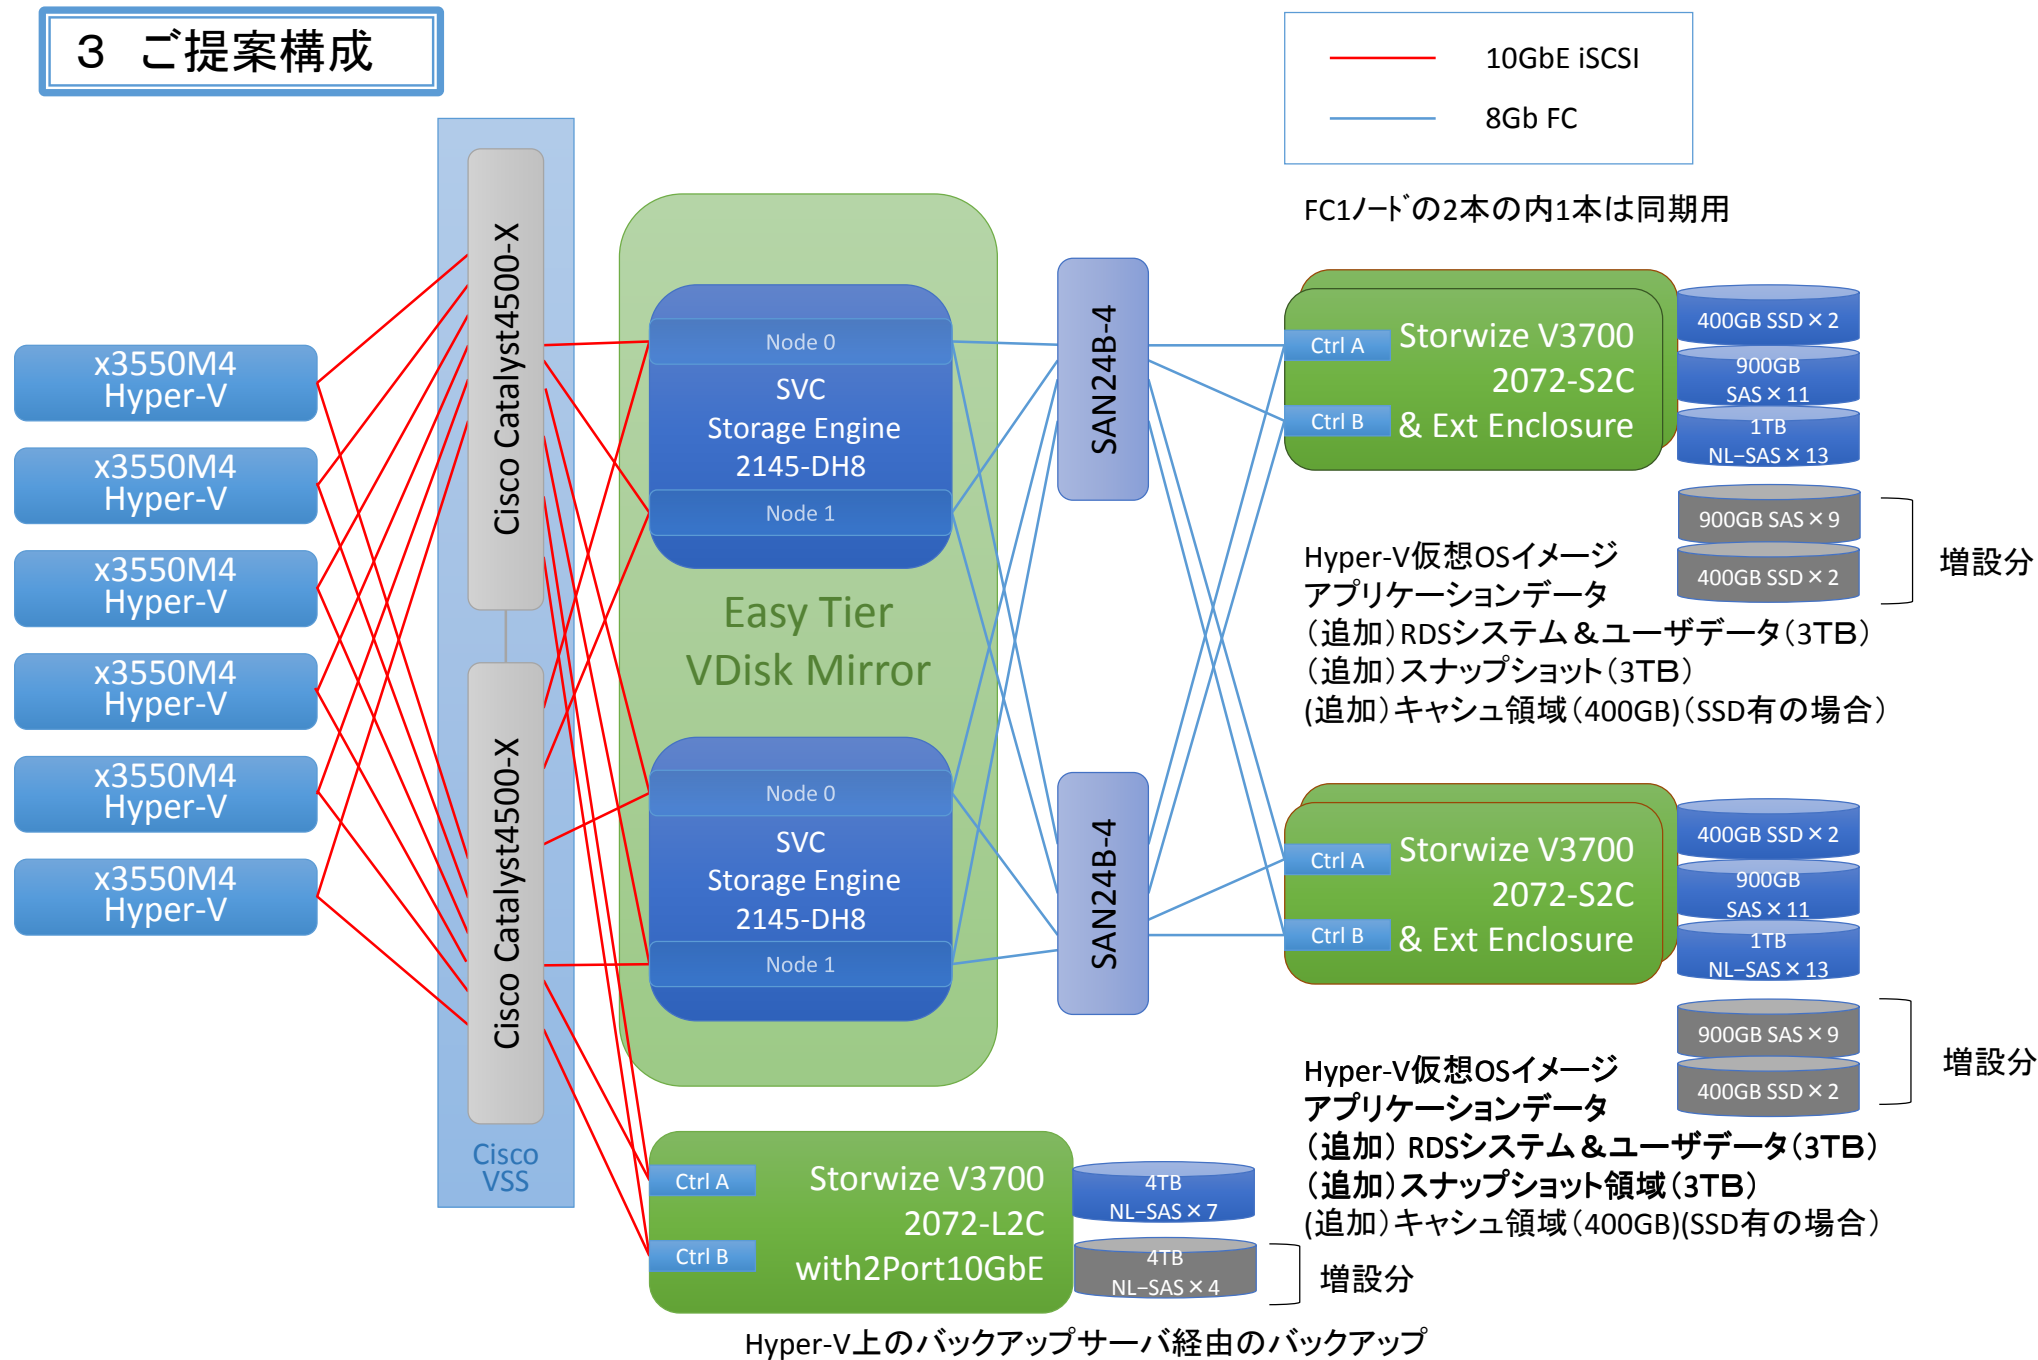 ３　ご提案構成
10GbE iSCSI
8Gb FC
FC1ﾉｰﾄﾞの2本の内1本は同期用
x3550M4
Hyper-V
x3550M4
Hyper-V
x3550M4
Hyper-V
x3550M4
Hyper-V
x3550M4
Hyper-V
x3550M4
Hyper-V
Cisco Catalyst4500-X
Cisco Catalyst4500-X
Cisco
VSS
Node 0
SVC
Storage Engine
2145-DH8
Node 1
Easy Tier
VDisk Mirror
Node 0
SVC
Storage Engine
2145-DH8
Node 1
SAN24B-4
SAN24B-4
Ctrl A
Ctrl B
Storwize V3700
2072-S2C
& Ext Enclosure
400GB SSD×2
900GB
SAS×11
1TB
NL-SAS×13
900GB SAS×9
400GB SSD×2
増設分
Hyper-V仮想OSイメージ
アプリケーションデータ
（追加）RDSシステム＆ユーザデータ（3TB）
（追加）スナップショット（3TB）
(追加）キャシュ領域（400GB)（SSD有の場合）
Ctrl A
Ctrl B
Storwize V3700
2072-S2C
& Ext Enclosure
400GB SSD×2
900GB
SAS×11
1TB
NL-SAS×13
900GB SAS×9
400GB SSD×2
増設分
Hyper-V仮想OSイメージ
アプリケーションデータ
（追加） RDSシステム＆ユーザデータ（3TB）
（追加）スナップショット領域（3TB）
(追加）キャシュ領域（400GB)(SSD有の場合）
Ctrl A
Ctrl B
Storwize V3700
2072-L2C
with2Port10GbE
4TB
NL-SAS×7
4TB
NL-SAS×4
増設分
Hyper-V上のバックアップサーバ経由のバックアップ